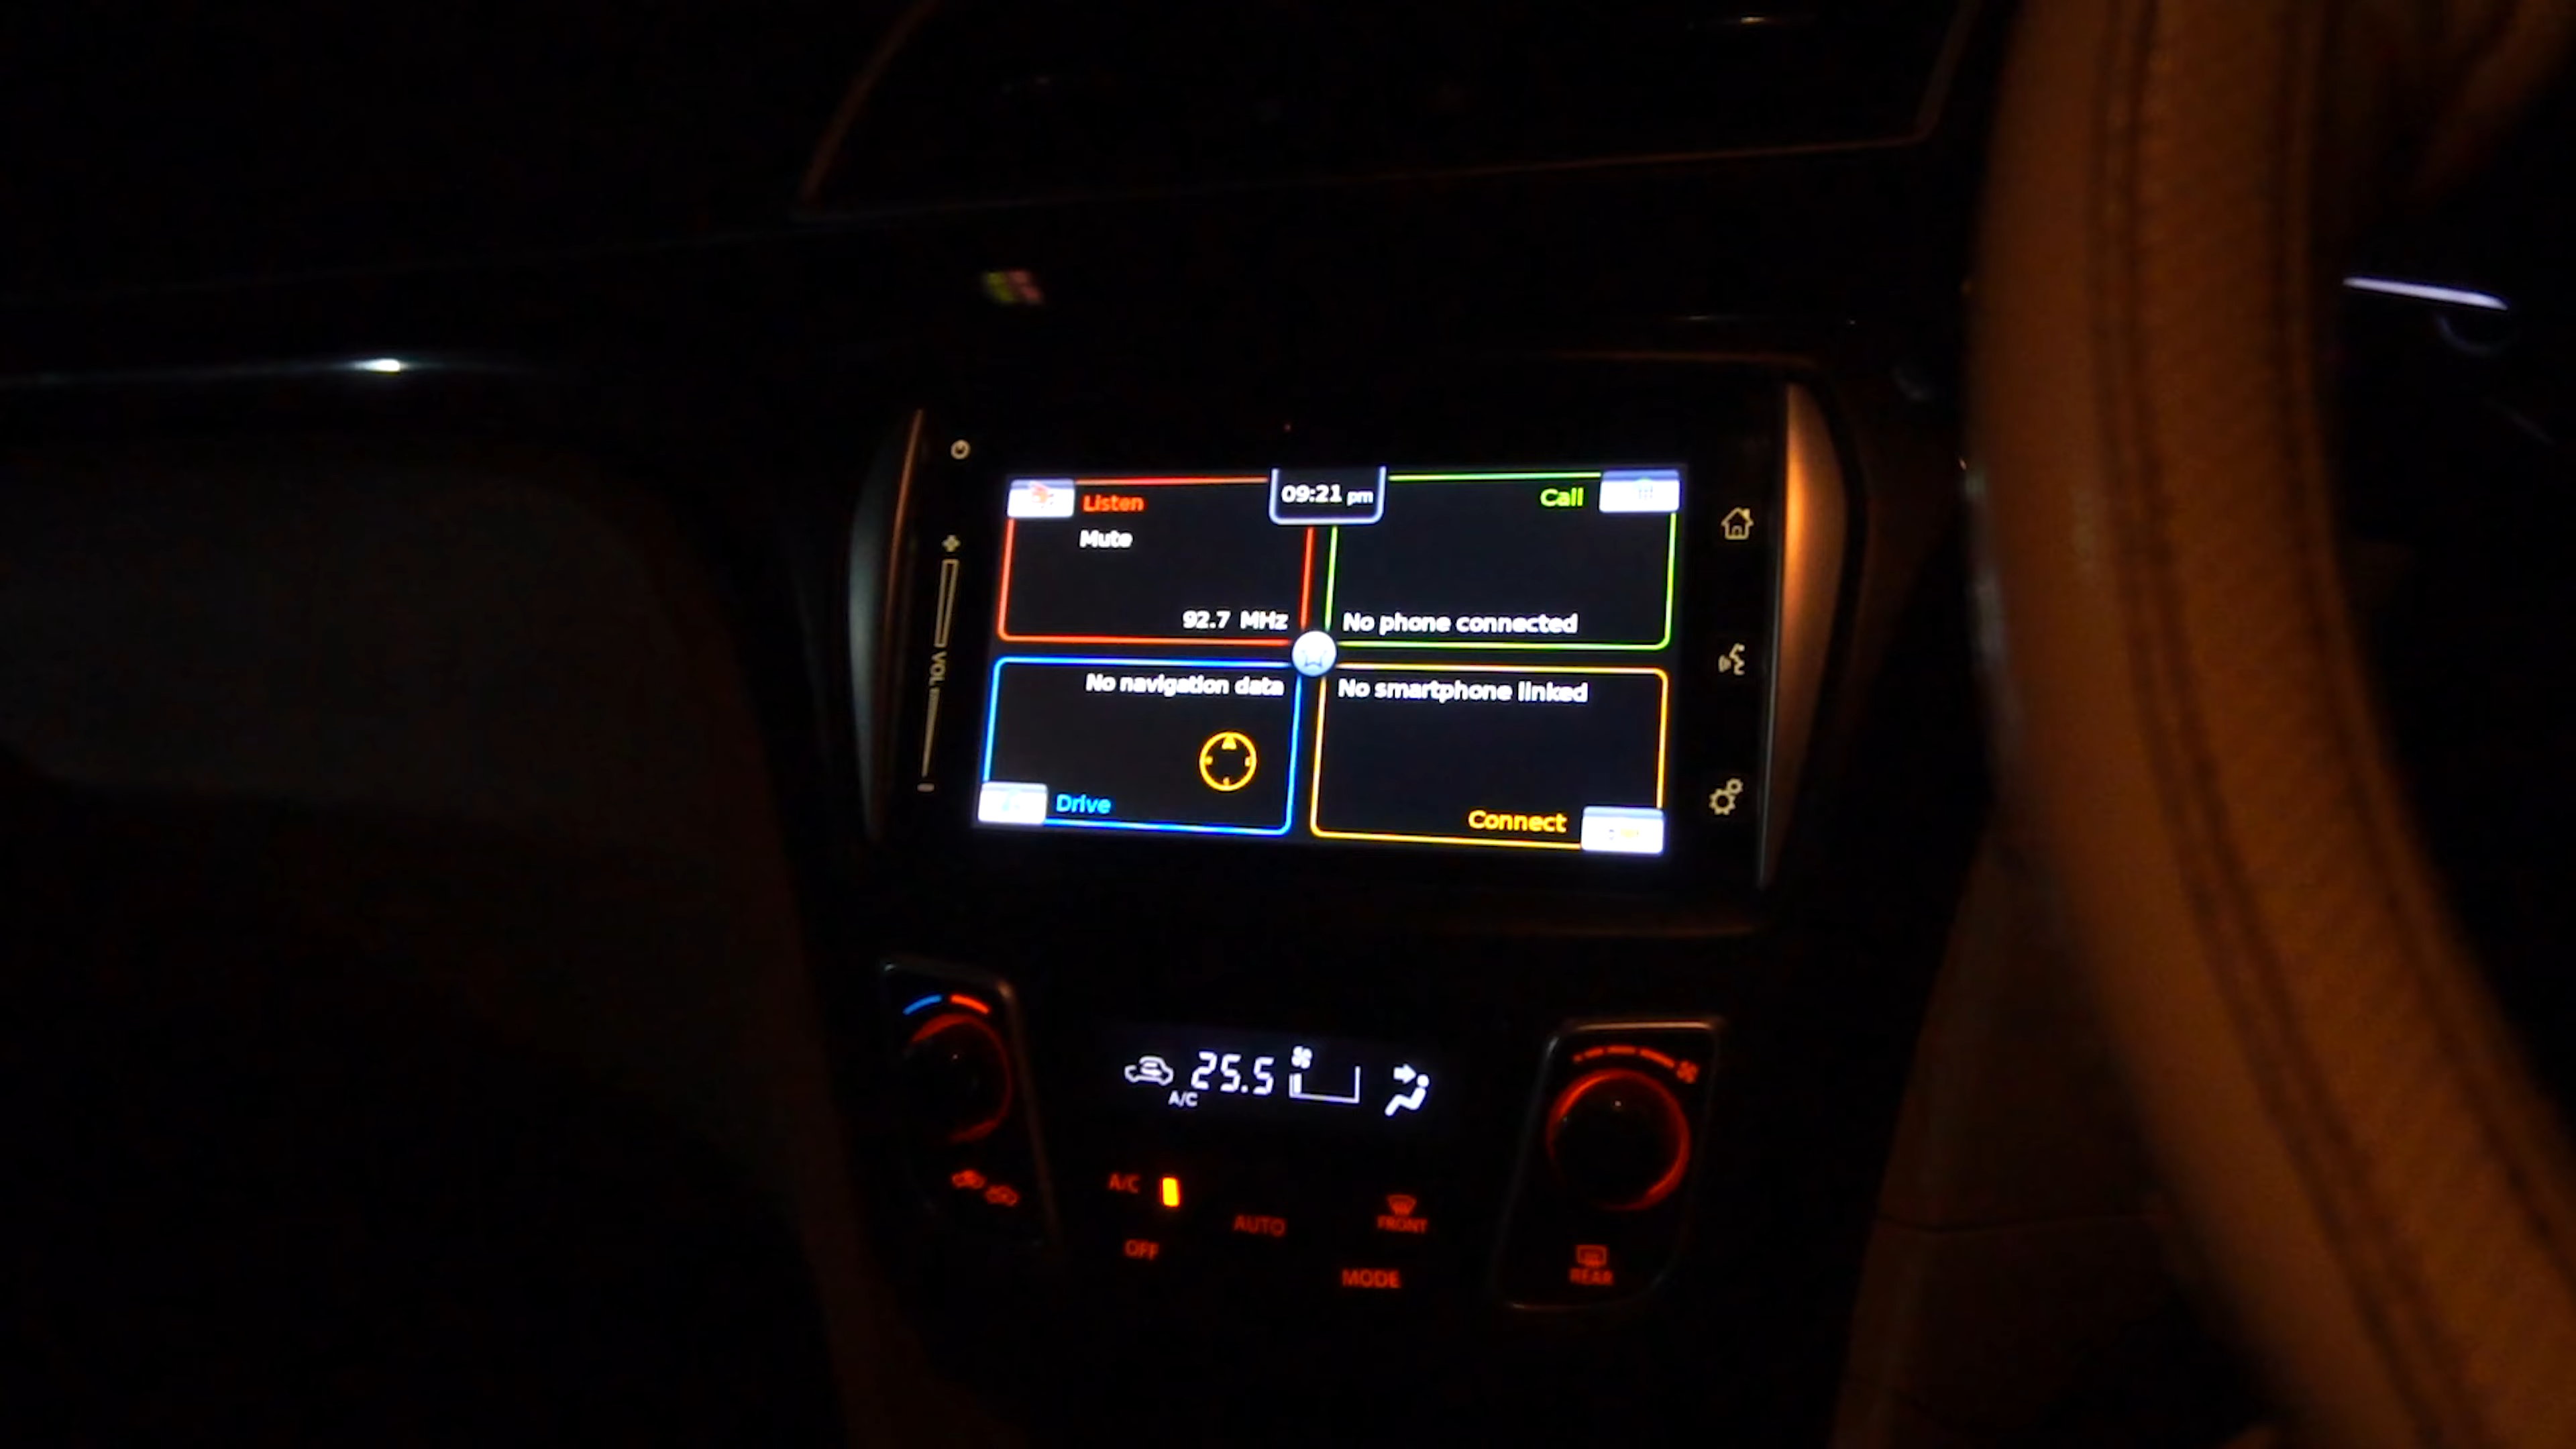 Listen
Mute
92.7 MHz
09:21 pm
Call
No phone connected
No navigation data
Drive
No smartphone linked
Connect
VOL
25.5
A/C
A/C
OFF
AUTO
FRONT
MODE
REAR